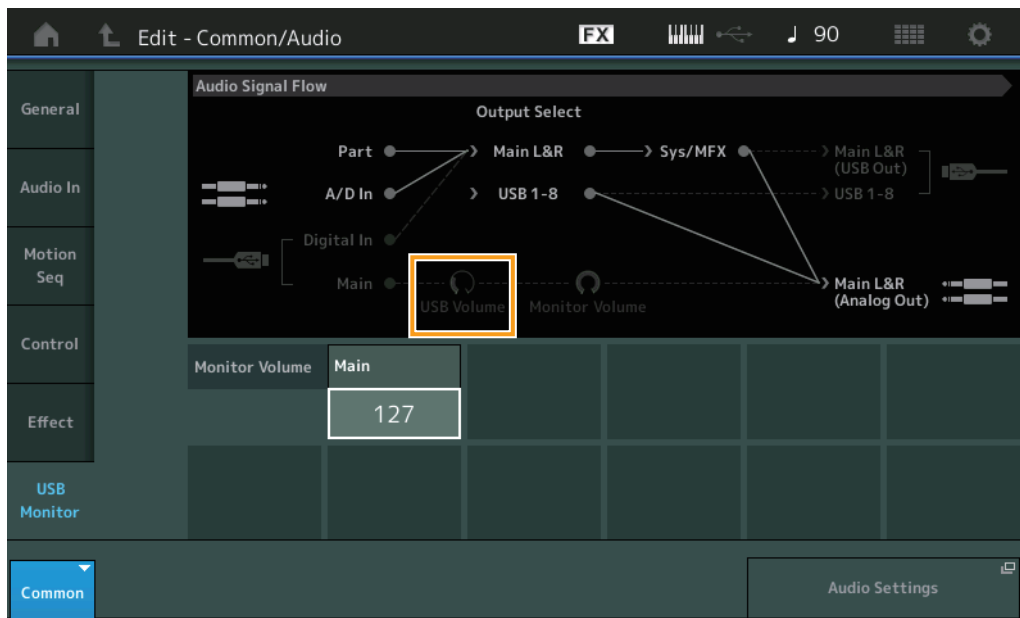 Edit - Common/Audio
FX
♩ 90
General
Audio In
Motion
Seq
Control
Effect
USB
Monitor
Common
Audio Signal Flow
Output Select
Part
Main L&R
Sys/MFX
Main L&R
(USB Out)
A/D In
USB 1-8
USB 1-8
Digital In
Main
USB Volume
Monitor Volume
Main L&R
(Analog Out)
Monitor Volume
Main
127
Audio Settings